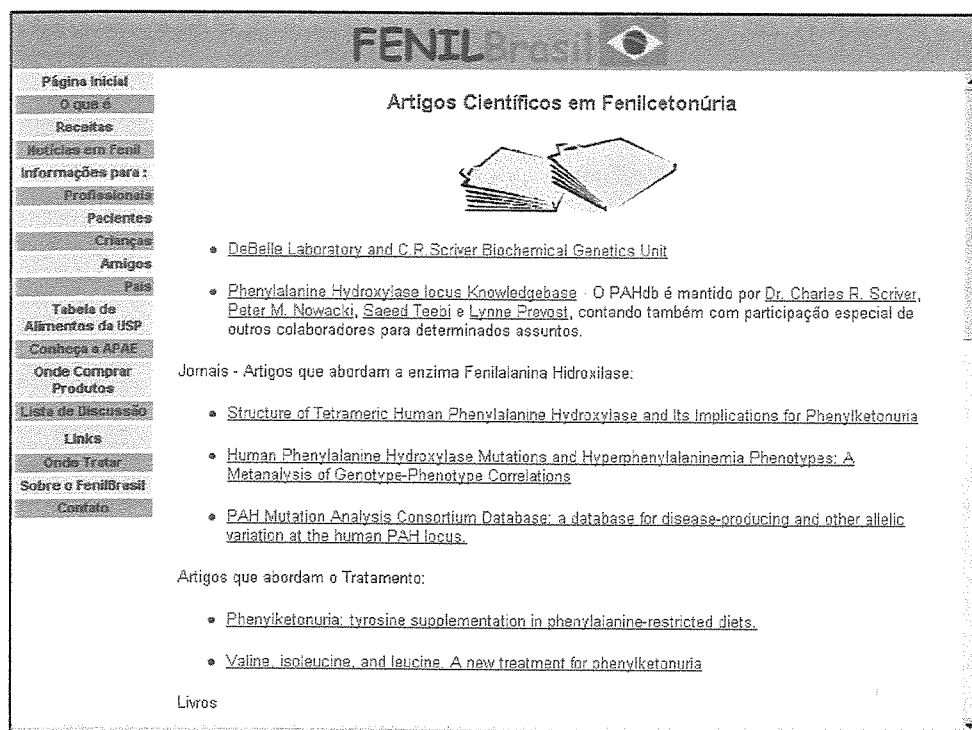 FENILBrasil
Página Inicial
O que é
Receitas
Notícias em Fenil
Informações para :
Profissionais
Pacientes
Crianças
Amigos
Pais
Tabela de
Alimentos da USP
Conheça a APAE
Onde Comprar
Produtos
Lista de Discussão
Links
Onde Tratar
Sobre o FenilBrasil
Contato
Artigos Científicos em Fenilcetonúria
DeBelle Laboratory and C.R.Scriver Biochemical Genetics Unit
Phenylalanine Hydroxylase locus Knowledgebase - O PAHdb é mantido por Dr. Charles R. Scriver,
Peter M. Nowacki, Saeed Teebi e Lynne Prevost, contando também com participação especial de
outros colaboradores para determinados assuntos.
Jornais - Artigos que abordam a enzima Fenilalanina Hidroxilase:
Structure of Tetrameric Human Phenylalanine Hydroxylase and Its Implications for Phenylketonuria
Human Phenylalanine Hydroxylase Mutations and Hyperphenylalaninemia Phenotypes: A
Metanalysis of Genotype-Phenotype Correlations
PAH Mutation Analysis Consortium Database: a database for disease-producing and other allelic
variation at the human PAH locus.
Artigos que abordam o Tratamento:
Phenylketonuria: tyrosine supplementation in phenylalanine-restricted diets.
Valine, isoleucine, and leucine. A new treatment for phenylketonuria
Livros